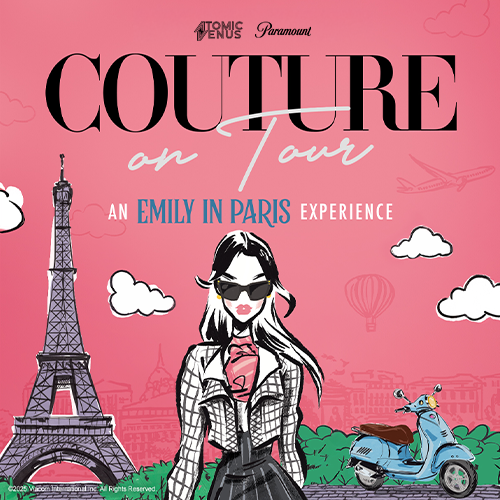 ATOMIC VENUS Paramount
COUTURE
on Tour
AN EMILY IN PARIS EXPERIENCE
©2025 Viacom International Inc. All Rights Reserved.